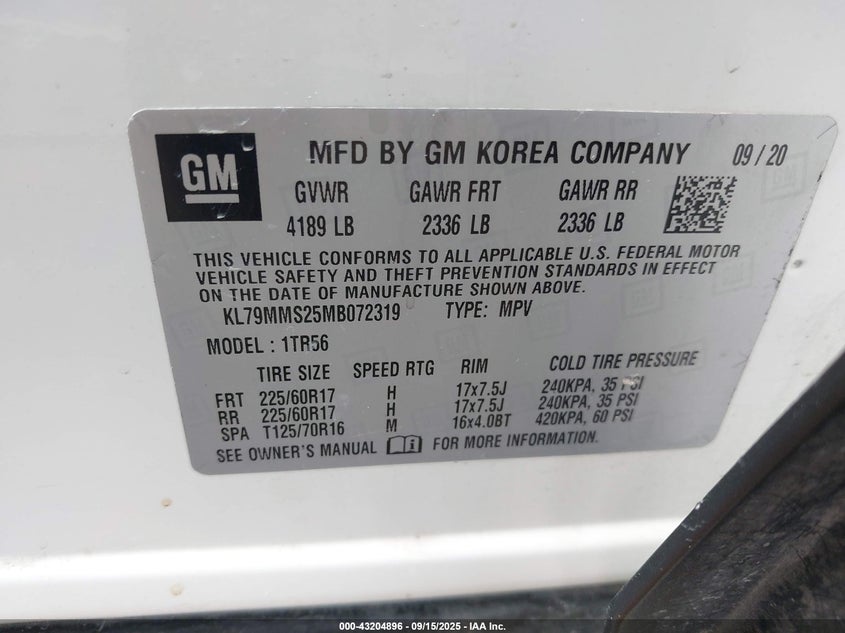 GM
MFD BY GM KOREA COMPANY 09/20
GVWR GAWR FRT GAWR RR
4189 LB 2336 LB 2336 LB
THIS VEHICLE CONFORMS TO ALL APPLICABLE U.S. FEDERAL MOTOR
VEHICLE SAFETY AND THEFT PREVENTION STANDARDS IN EFFECT
ON THE DATE OF MANUFACTURE SHOWN ABOVE.
KL79MMS25MB072319 TYPE: MPV
MODEL : 1TR56
TIRE SIZE SPEED RTG RIM COLD TIRE PRESSURE
FRT 225/60R17 H 17x7.5J 240KPA, 35 PSI
RR 225/60R17 H 17x7.5J 240KPA, 35 PSI
SPA T125/70R16 M 16x4.0BT 420KPA, 60 PSI
SEE OWNER'S MANUAL FOR MORE INFORMATION.
000-43204896 - 09/15/2025 - IAA Inc.